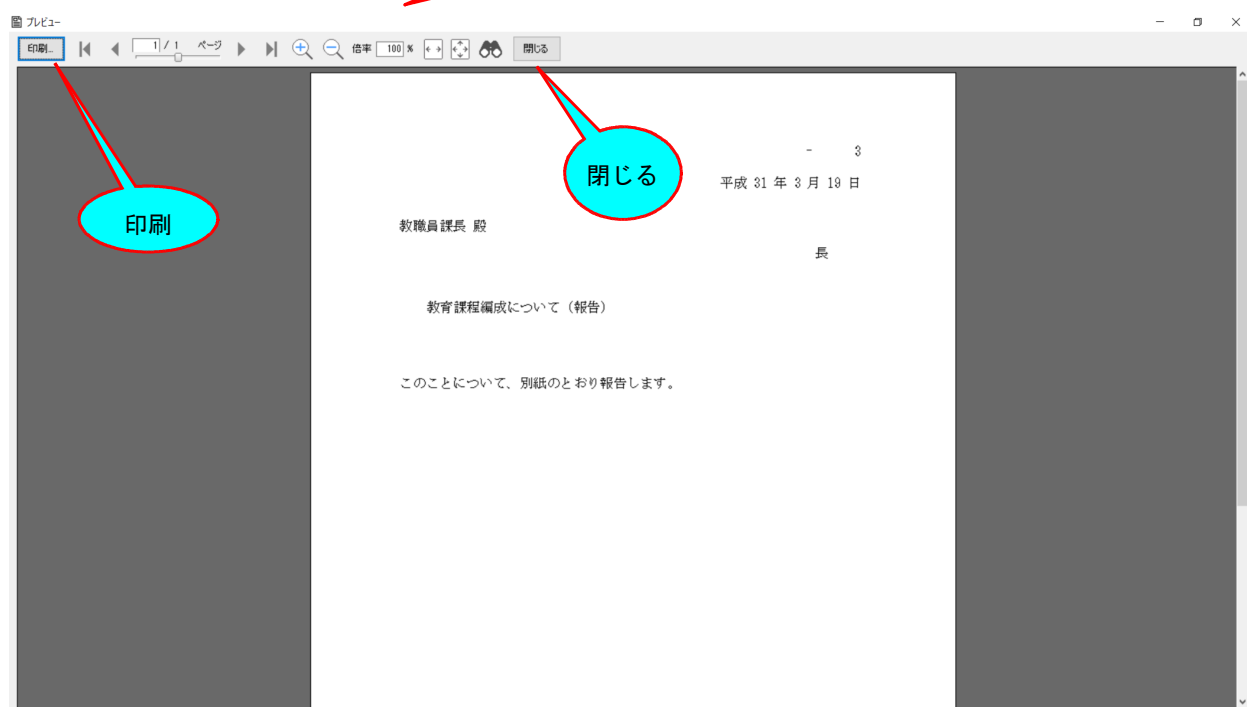 プレビュー
印刷... 1 / 1 ページ 倍率 100 % 閉じる
閉じる
印刷
- 3
平成 31 年 3 月 19 日
教職員課長 殿
長
教育課程編成について（報告）
このことについて、別紙のとおり報告します。